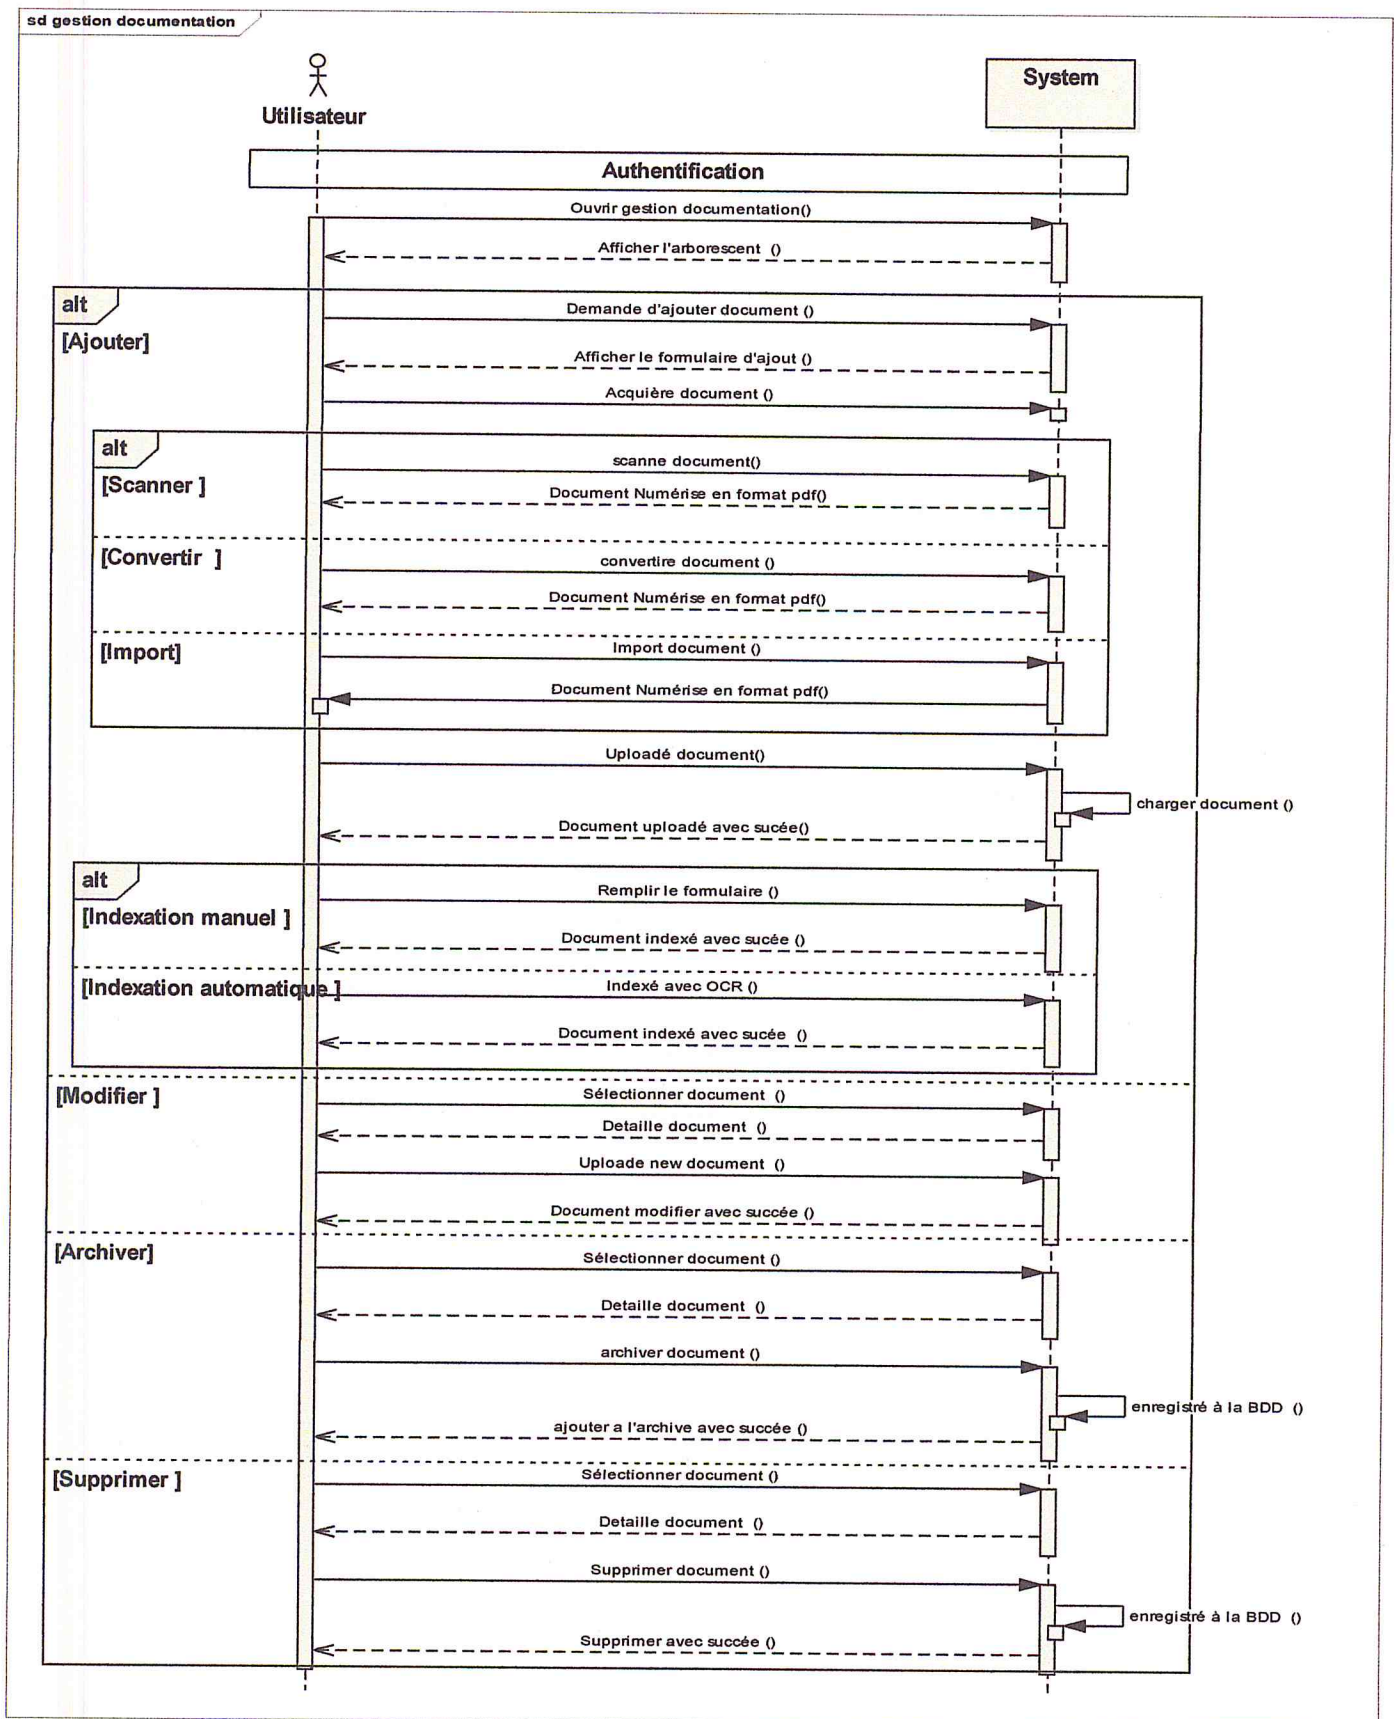 sd gestion documentation
Utilisateur
System
Authentification
Ouvrir gestion documentation()
Afficher l'arborescent ()
alt
[Ajouter]
Demande d'ajouter document ()
Afficher le formulaire d'ajout ()
Acquière document ()
alt
[Scanner ]
scanne document()
Document Numérise en format pdf()
[Convertir ]
convertire document ()
Document Numérise en format pdf()
[Import]
Import document ()
Document Numérise en format pdf()
Uploadé document()
charger document ()
Document uploadé avec sucée()
alt
[Indexation manuel ]
Remplir le formulaire ()
Document indexé avec sucée ()
[Indexation automatique ]
Indexé avec OCR ()
Document indexé avec sucée ()
[Modifier ]
Sélectionner document ()
Detaille document ()
Uploade new document ()
Document modifier avec succée ()
[Archiver]
Sélectionner document ()
Detaille document ()
archiver document ()
enregistré à la BDD ()
ajouter a l'archive avec succée ()
[Supprimer ]
Sélectionner document ()
Detaille document ()
Supprimer document ()
enregistré à la BDD ()
Supprimer avec succée ()